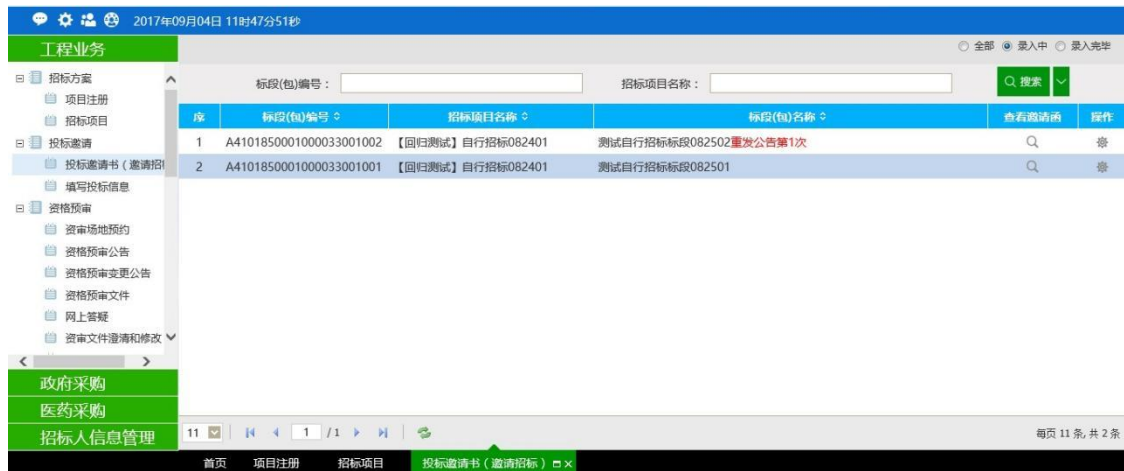 2017年09月04日 11时47分51秒
工程业务
全部 录入中 录入完毕
招标方案
项目注册
招标项目
投标邀请
投标邀请书（邀请招
填写投标信息
资格预审
资审场地预约
资格预审公告
资格预审变更公告
资格预审文件
网上答疑
资审文件澄清和修改
政府采购
医药采购
招标人信息管理
标段(包)编号： 招标项目名称： 搜索
序 标段(包)编号 招标项目名称 标段(包)名称 查看邀请函 操作
1 A4101850001000033001002 【回归测试】自行招标082401 测试自行招标标段082502重发公告第1次
2 A4101850001000033001001 【回归测试】自行招标082401 测试自行招标标段082501
11 1 /1 每页 11 条, 共 2 条
首页 项目注册 招标项目 投标邀请书（邀请招标）